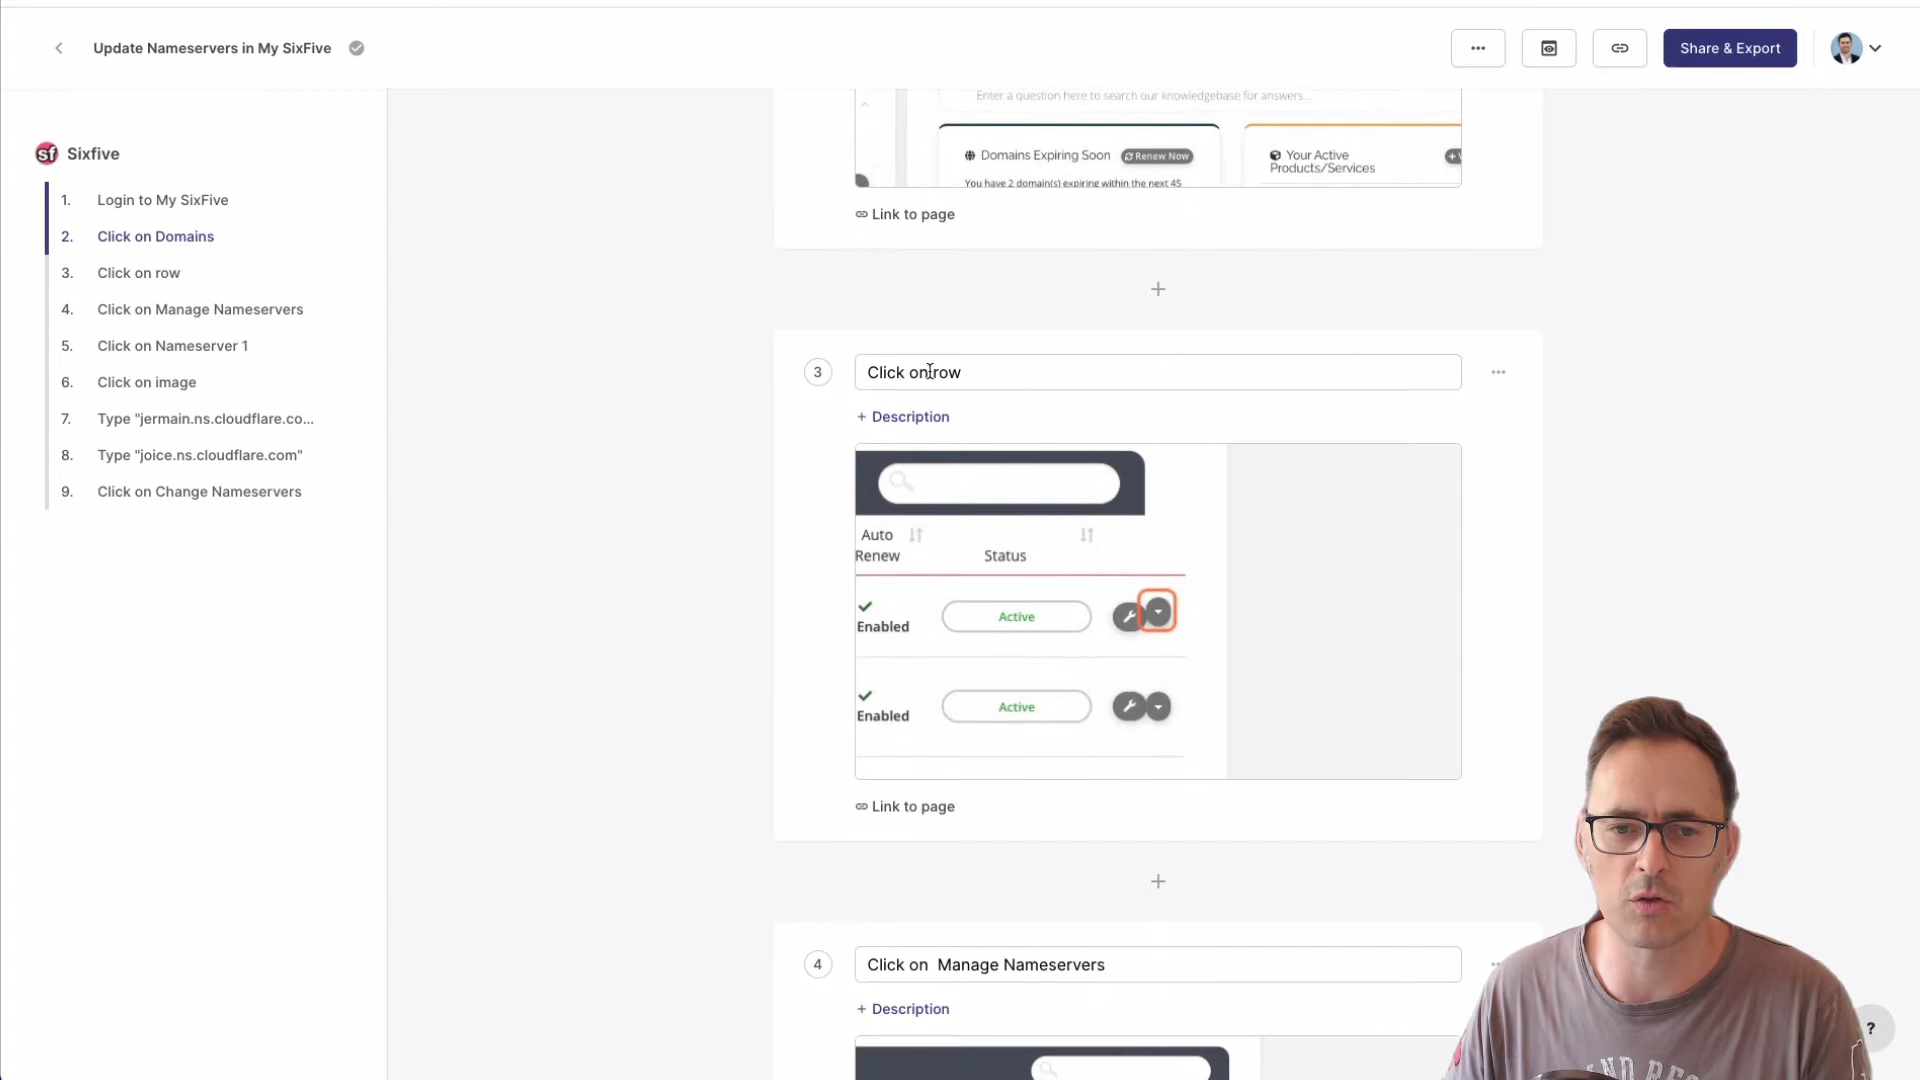 Update Nameservers in My SixFive
Share & Export
sf Sixfive
1. Login to My SixFive
2. Click on Domains
3. Click on row
4. Click on Manage Nameservers
5. Click on Nameserver 1
6. Click on image
7. Type "jermain.ns.cloudflare.co...
8. Type "joice.ns.cloudflare.com"
9. Click on Change Nameservers
Enter a question here to search our knowledgebase for answers...
Domains Expiring Soon Renew Now
You have 2 domain(s) expiring within the next 45
Your Active
Products/Services
Link to page
3 Click on row
+ Description
Auto
Renew
Status
Enabled
Active
Enabled
Active
Link to page
4 Click on Manage Nameservers
+ Description
?